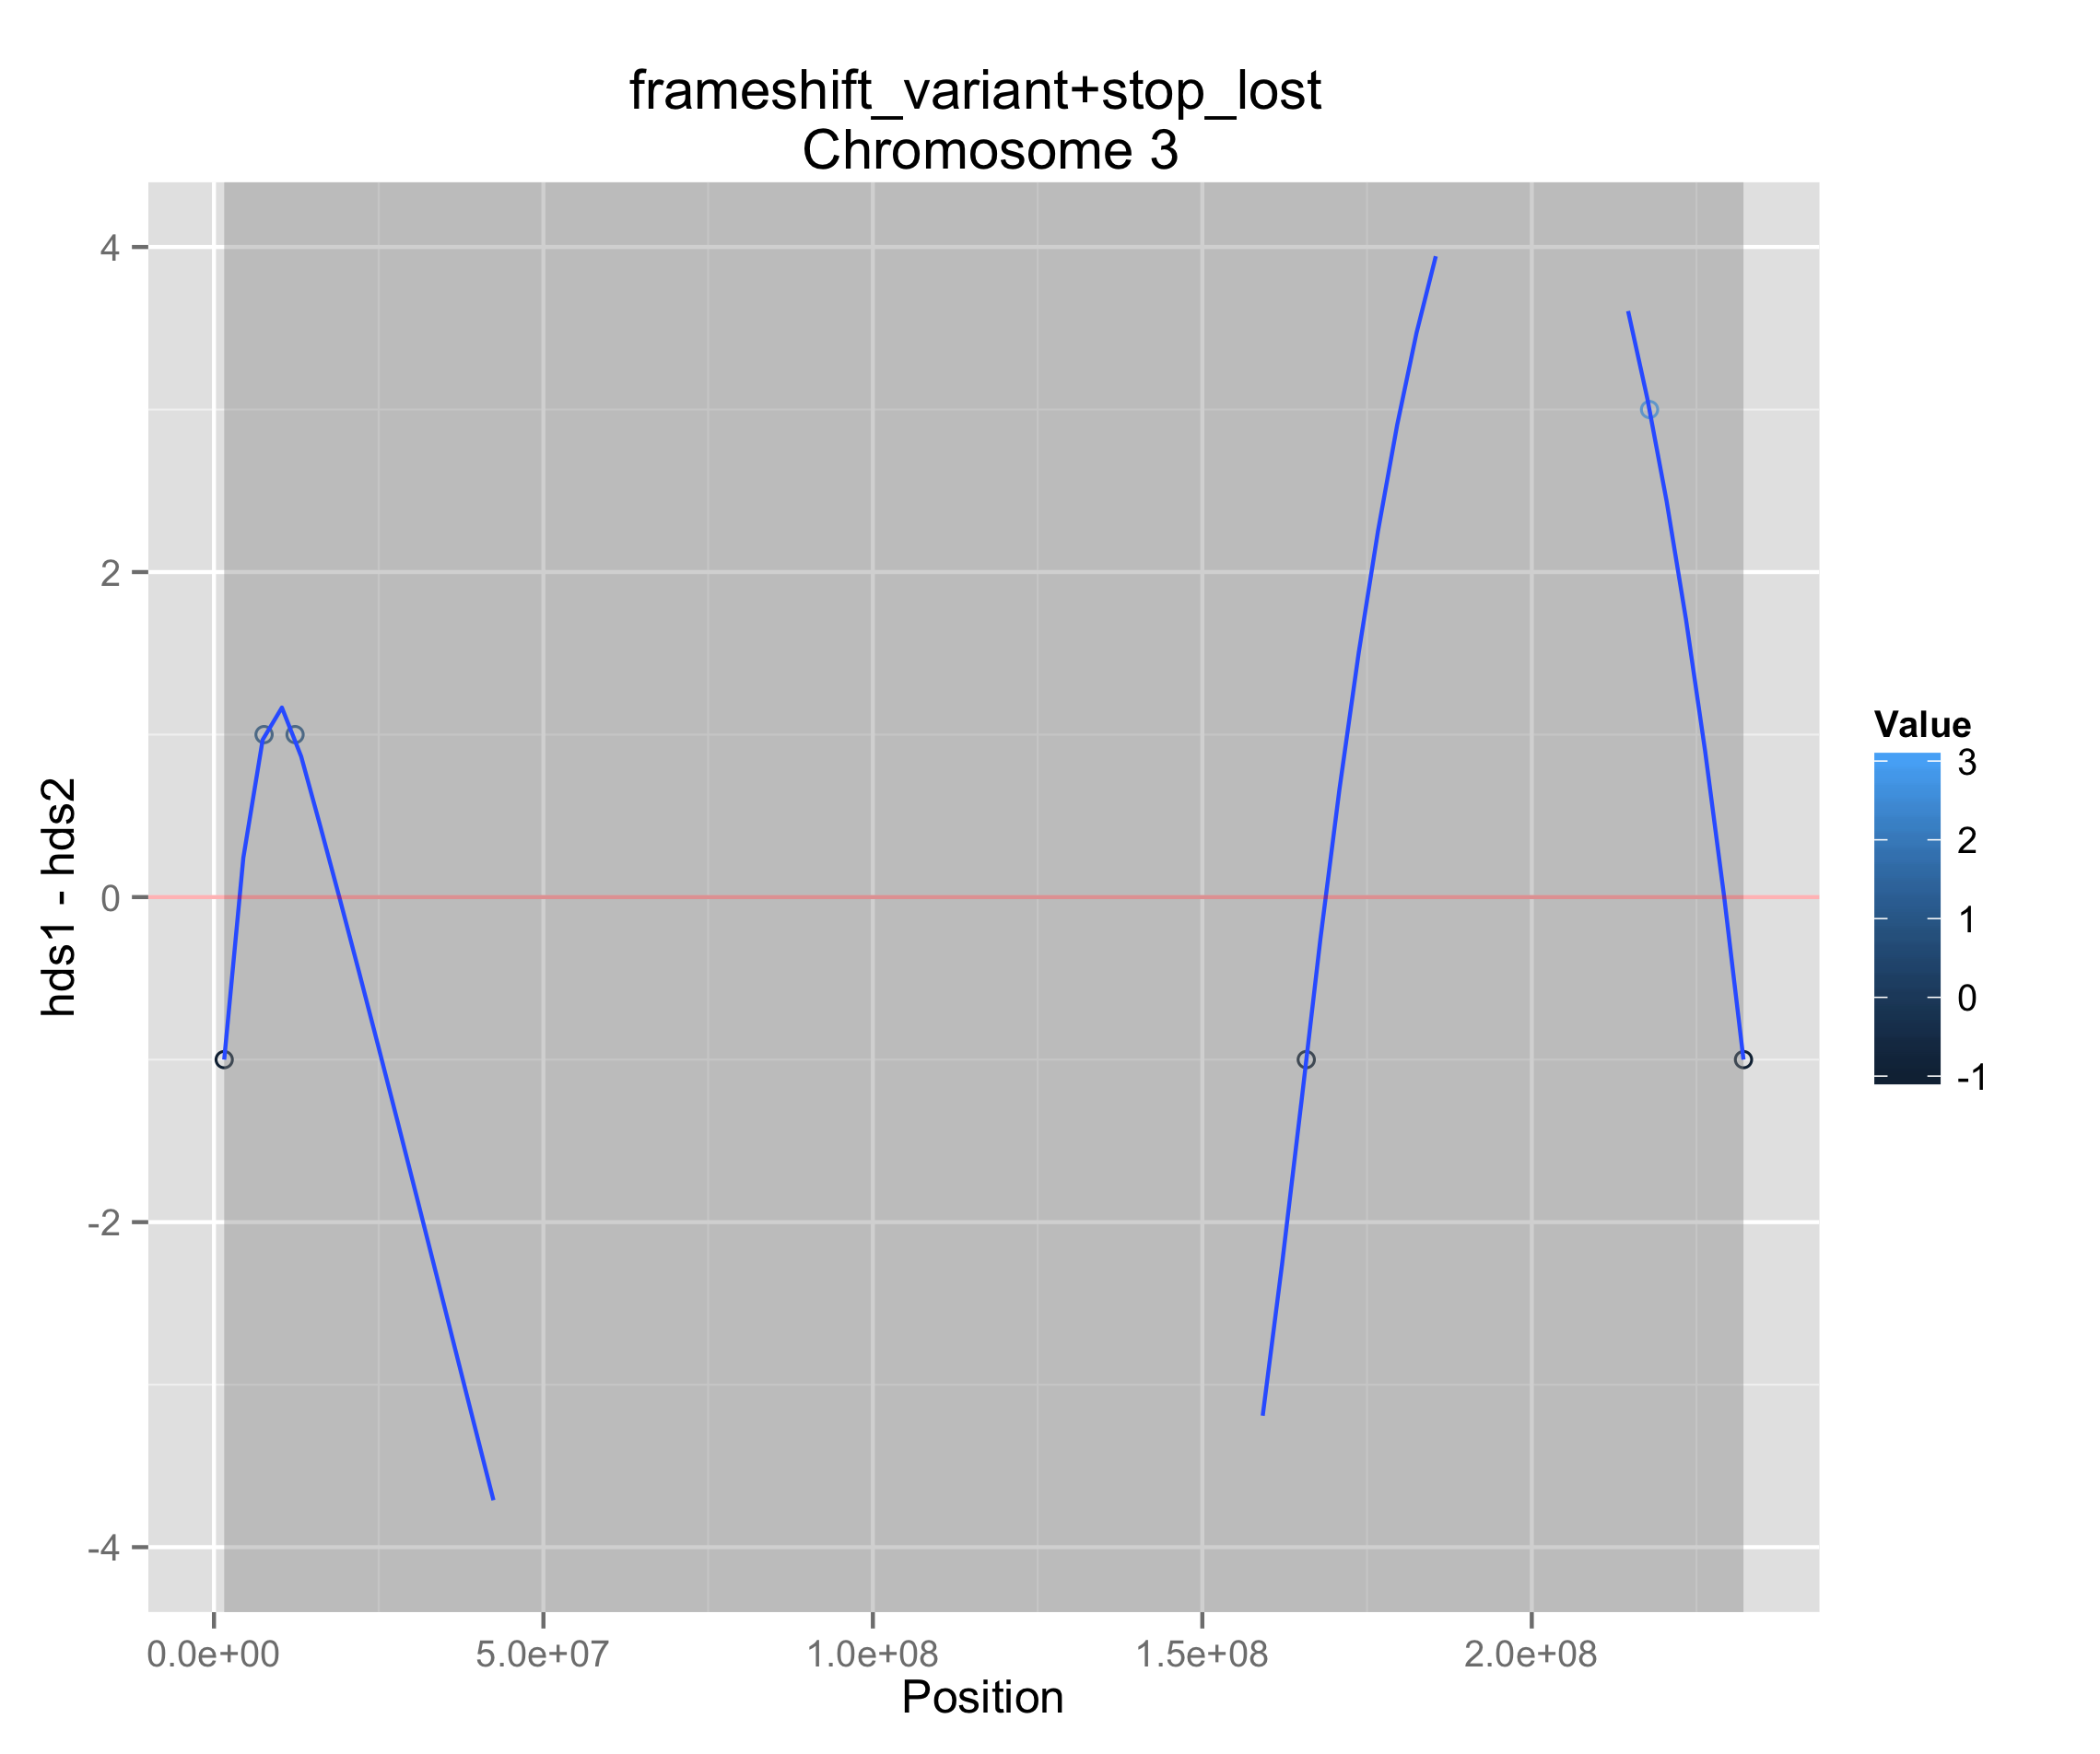 frameshift_variant+stop_lost
Chromosome 3
hds1 - hds2
4
2
0
-2
-4
0.0e+00 5.0e+07 1.0e+08 1.5e+08 2.0e+08
Position
Value
3
2
1
0
-1